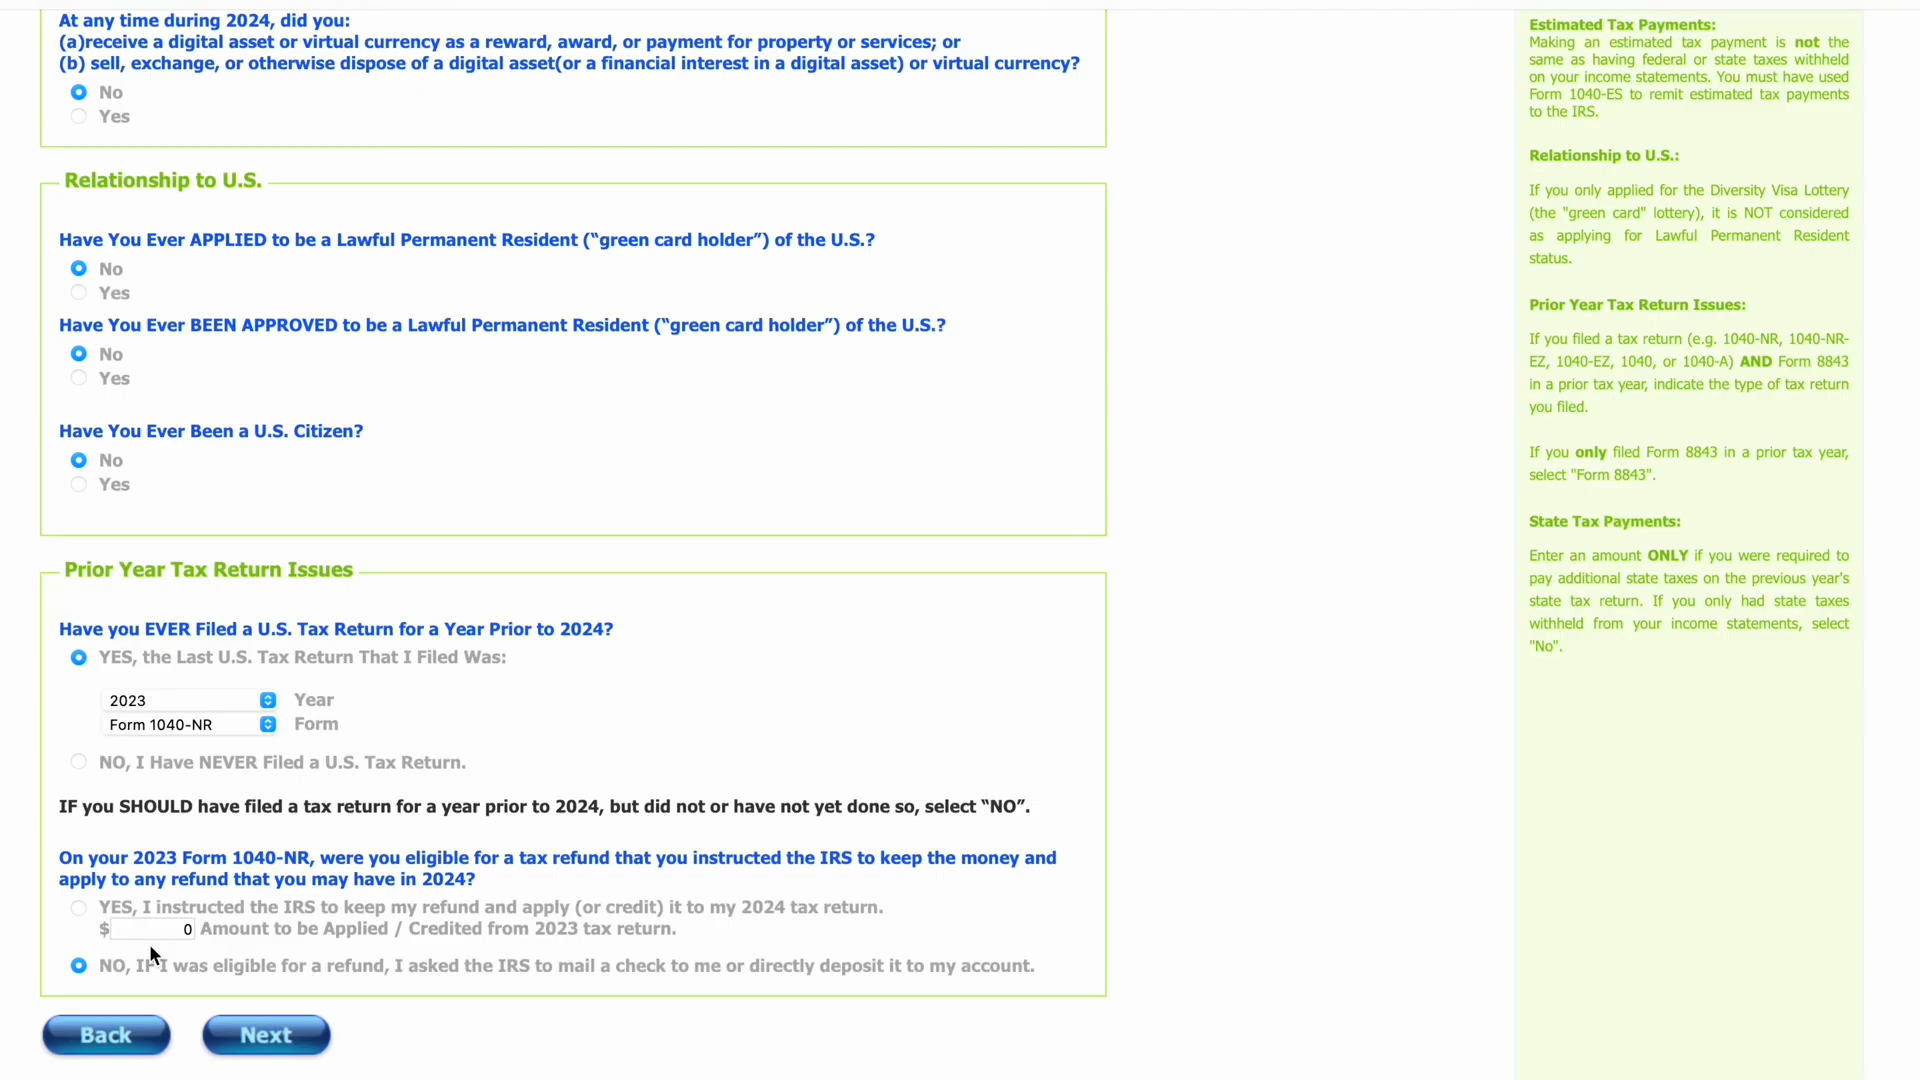 At any time during 2024, did you:
(a)receive a digital asset or virtual currency as a reward, award, or payment for property or services; or
(b) sell, exchange, or otherwise dispose of a digital asset(or a financial interest in a digital asset) or virtual currency?
No
Yes
Relationship to U.S.
Have You Ever APPLIED to be a Lawful Permanent Resident (“green card holder”) of the U.S.?
No
Yes
Have You Ever BEEN APPROVED to be a Lawful Permanent Resident (“green card holder”) of the U.S.?
No
Yes
Have You Ever Been a U.S. Citizen?
No
Yes
Prior Year Tax Return Issues
Have you EVER Filed a U.S. Tax Return for a Year Prior to 2024?
YES, the Last U.S. Tax Return That I Filed Was:
2023 Year
Form 1040-NR Form
NO, I Have NEVER Filed a U.S. Tax Return.
IF you SHOULD have filed a tax return for a year prior to 2024, but did not or have not yet done so, select “NO”.
On your 2023 Form 1040-NR, were you eligible for a tax refund that you instructed the IRS to keep the money and
apply to any refund that you may have in 2024?
YES, I instructed the IRS to keep my refund and apply (or credit) it to my 2024 tax return.
$ 0 Amount to be Applied / Credited from 2023 tax return.
NO, IF I was eligible for a refund, I asked the IRS to mail a check to me or directly deposit it to my account.
Back Next
Estimated Tax Payments:
Making an estimated tax payment is not the
same as having federal or state taxes withheld
on your income statements. You must have used
Form 1040-ES to remit estimated tax payments
to the IRS.
Relationship to U.S.:
If you only applied for the Diversity Visa Lottery
(the "green card" lottery), it is NOT considered
as applying for Lawful Permanent Resident
status.
Prior Year Tax Return Issues:
If you filed a tax return (e.g. 1040-NR, 1040-NR-
EZ, 1040-EZ, 1040, or 1040-A) AND Form 8843
in a prior tax year, indicate the type of tax return
you filed.
If you only filed Form 8843 in a prior tax year,
select "Form 8843".
State Tax Payments:
Enter an amount ONLY if you were required to
pay additional state taxes on the previous year's
state tax return. If you only had state taxes
withheld from your income statements, select
"No".